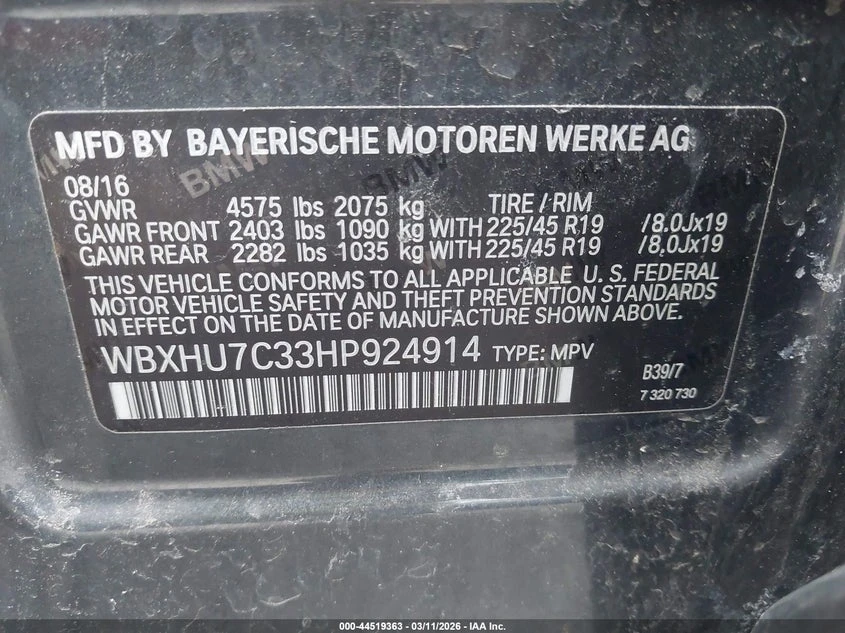 MFD BY BAYERISCHE MOTOREN WERKE AG
08/16
GVWR 4575 lbs 2075 kg TIRE / RIM
GAWR FRONT 2403 lbs 1090 kg WITH 225/45 R19 /8.0Jx19
GAWR REAR 2282 lbs 1035 kg WITH 225/45 R19 /8.0Jx19
THIS VEHICLE CONFORMS TO ALL APPLICABLE U. S. FEDERAL
MOTOR VEHICLE SAFETY AND THEFT PREVENTION STANDARDS
IN EFFECT ON THE DATE OF MANUFACTURE SHOWN ABOVE.
WBXHU7C33HP924914 TYPE: MPV
B39/7
7 320 730
000-44519363 - 03/11/2026 - IAA Inc.